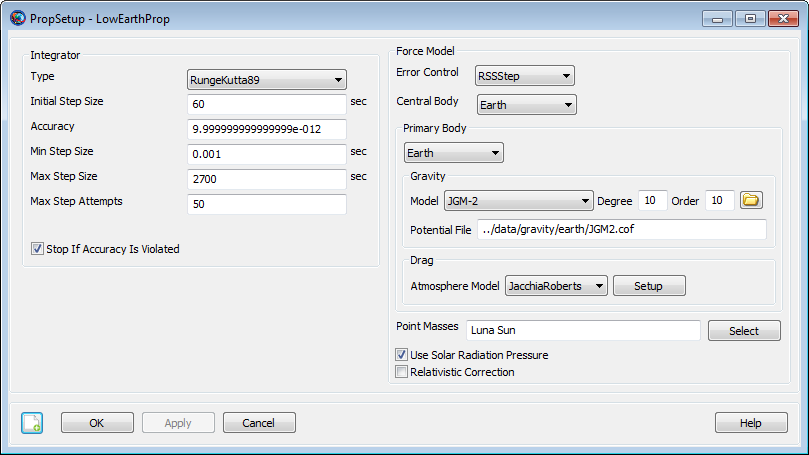 PropSetup - LowEarthProp
Integrator
Type RungeKutta89
Initial Step Size 60 sec
Accuracy 9.999999999999999e-012
Min Step Size 0.001 sec
Max Step Size 2700 sec
Max Step Attempts 50
Stop If Accuracy Is Violated
Force Model
Error Control RSSStep
Central Body Earth
Primary Body
Earth
Gravity
Model JGM-2 Degree 10 Order 10
Potential File ../data/gravity/earth/JGM2.cof
Drag
Atmosphere Model JacchiaRoberts Setup
Point Masses Luna Sun Select
Use Solar Radiation Pressure
Relativistic Correction
OK Apply Cancel Help